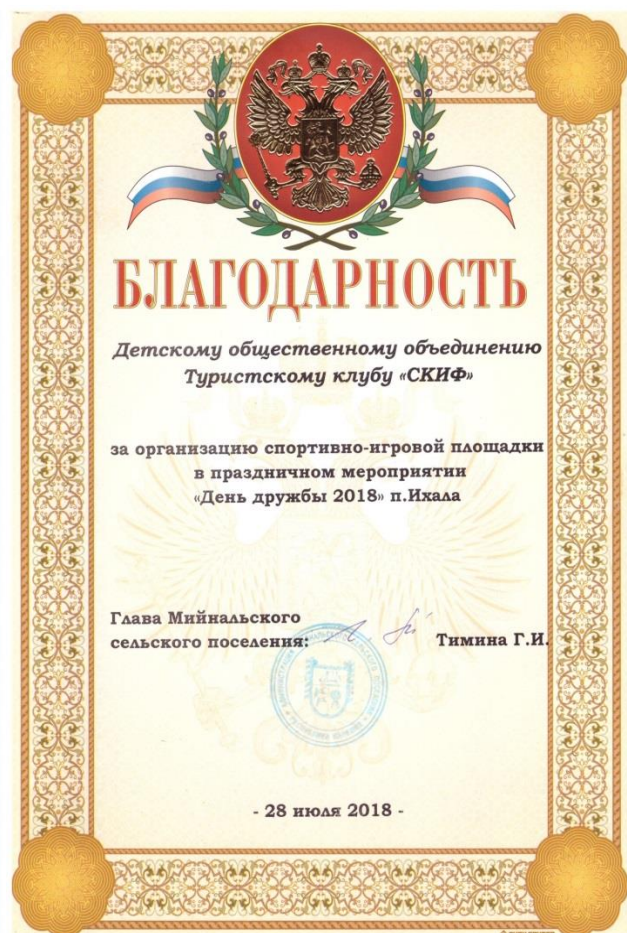 БЛАГОДАРНОСТЬ
Детскому общественному объединению
Туристскому клубу «СКИФ»
за организацию спортивно-игровой площадки
в праздничном мероприятии
«День дружбы 2018» п.Ихала
Глава Мийнальского
сельского поселения:
Тимина Г.И.
- 28 июля 2018 -